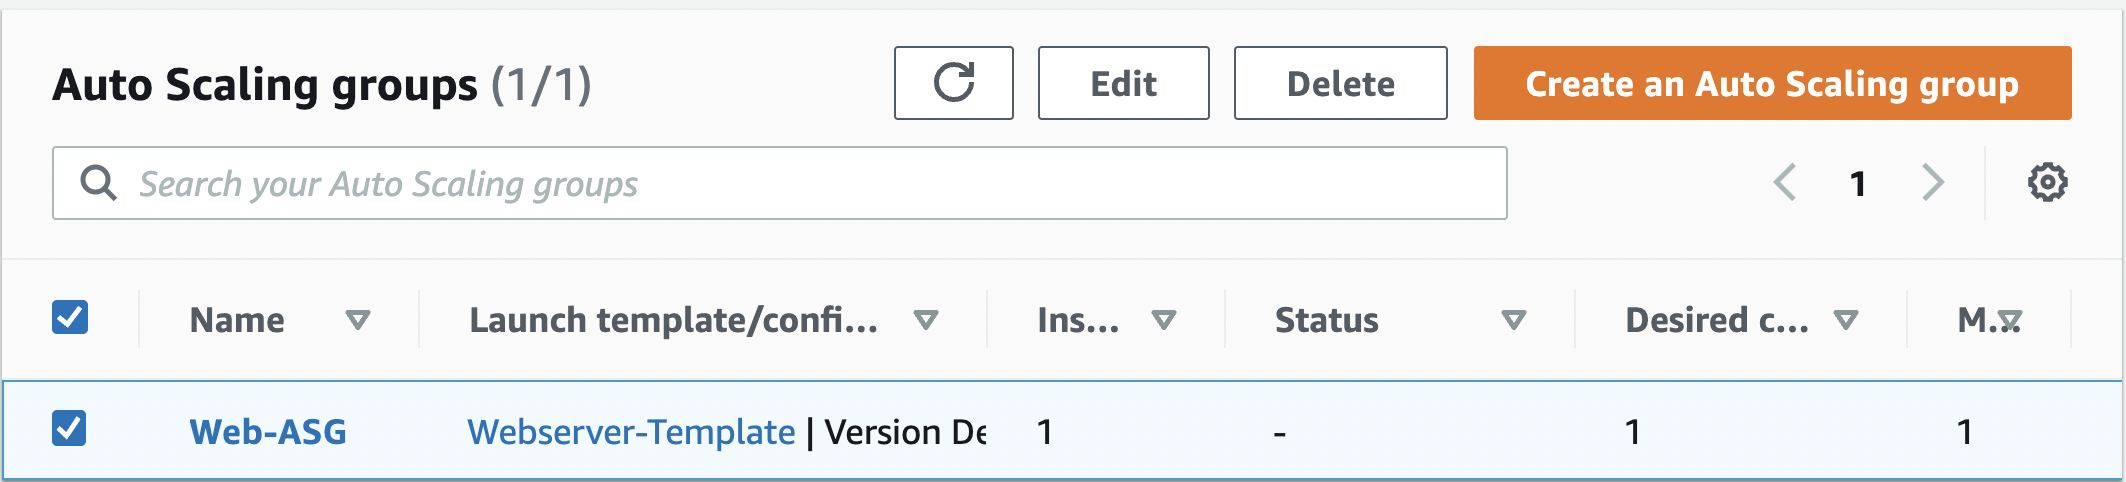 Auto Scaling groups (1/1) Edit Delete Create an Auto Scaling group
Search your Auto Scaling groups 1
Name Launch template/confi... Ins... Status Desired c... M...
Web-ASG Webserver-Template | Version De 1 - 1 1